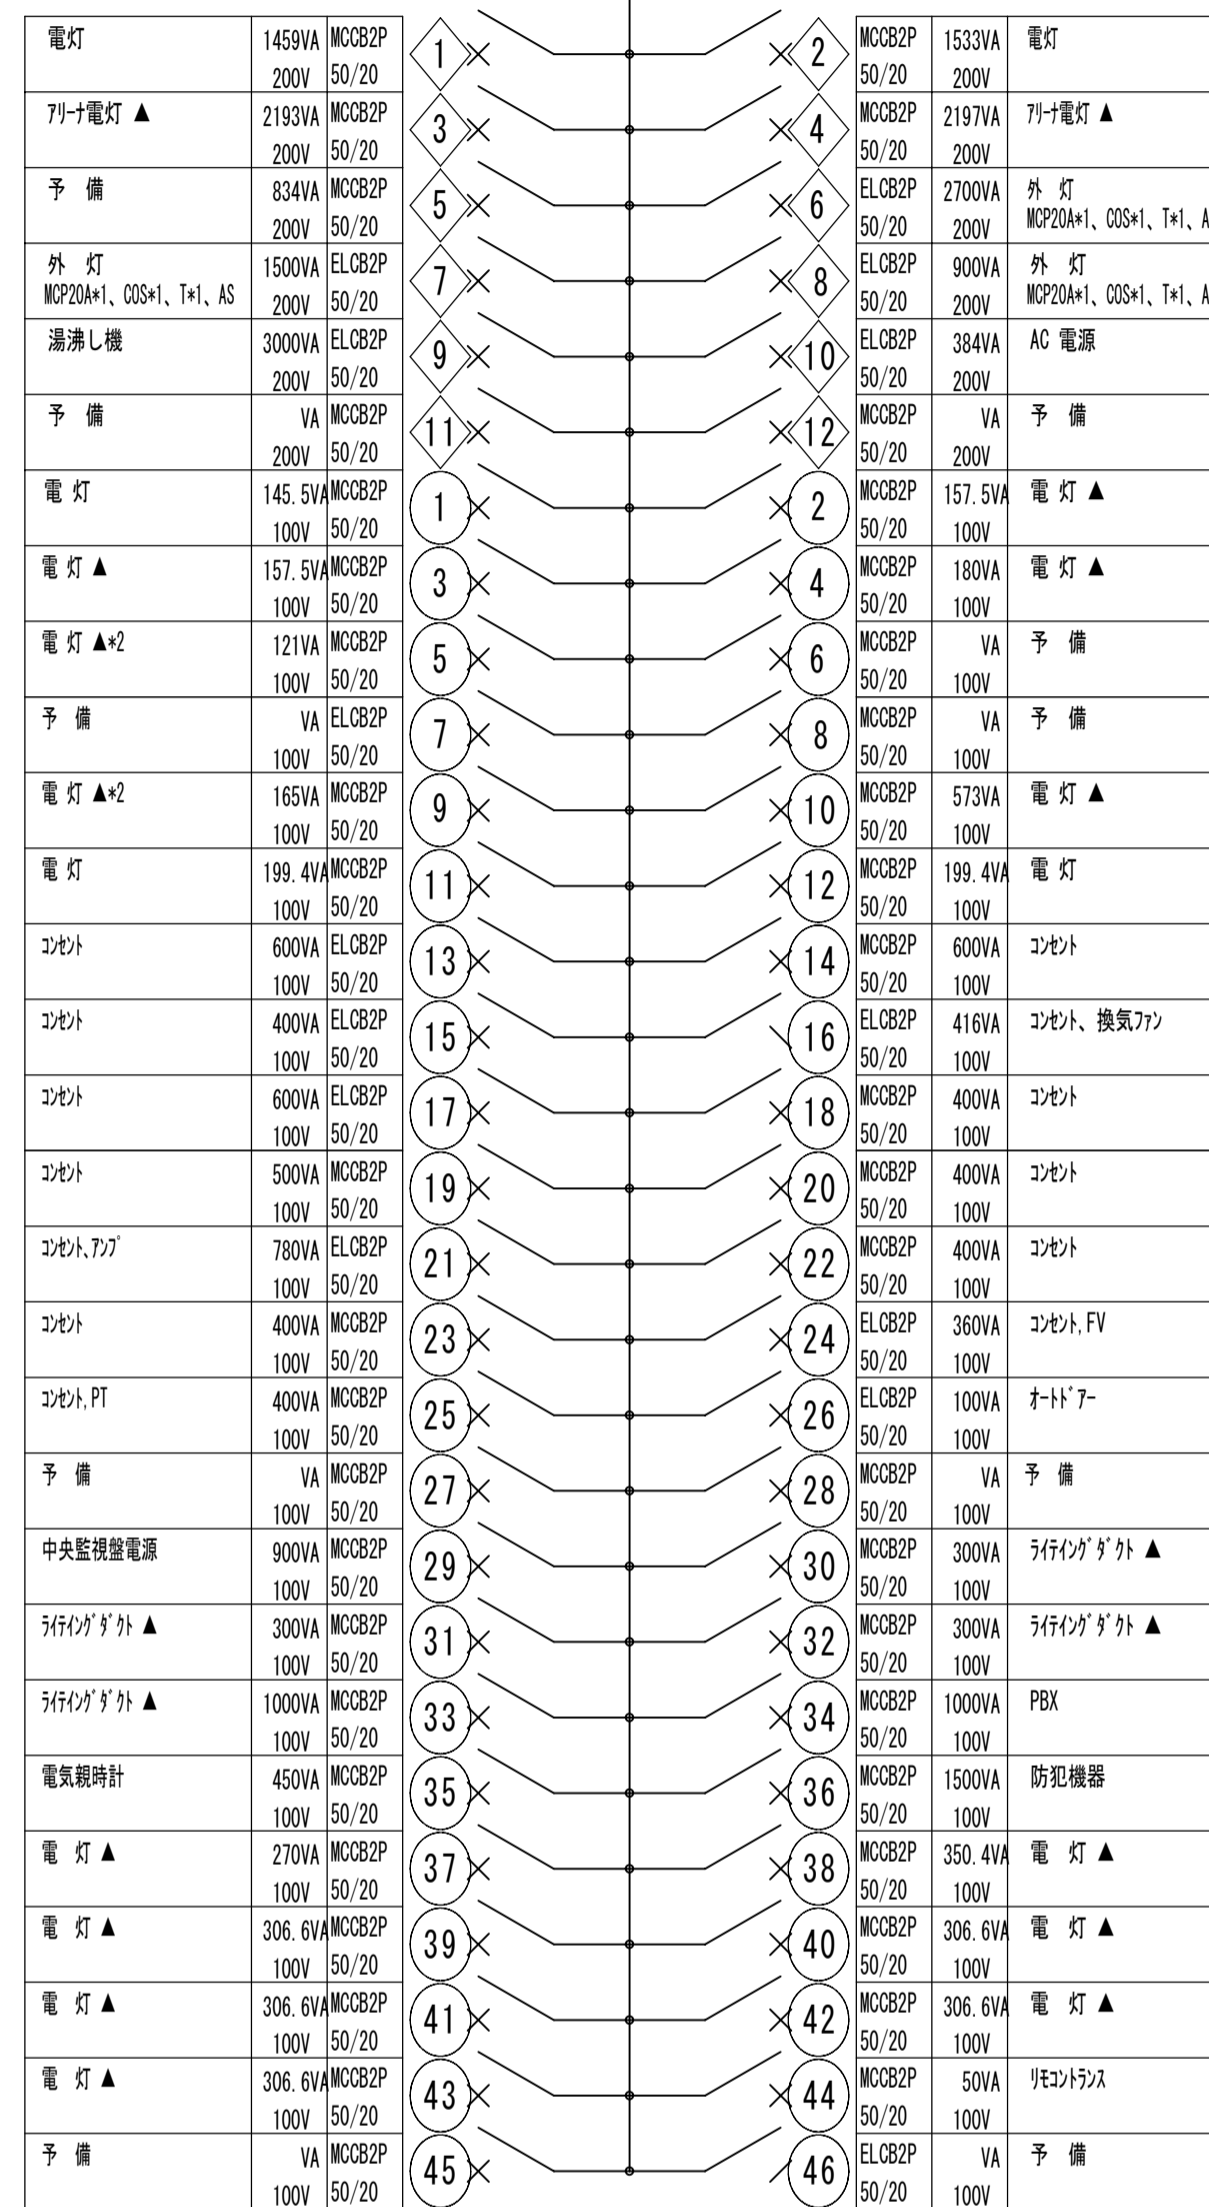 電灯 1459VA MCCB2P 1 2 MCCB2P 1533VA 電灯
200V 50/20 50/20 200V
アリーナ電灯 ▲ 2193VA MCCB2P 3 4 MCCB2P 2197VA アリーナ電灯 ▲
200V 50/20 50/20 200V
予 備 834VA MCCB2P 5 6 ELCB2P 2700VA 外 灯
200V 50/20 50/20 200V MCP20A*1、COS*1、T*1、A
外 灯 1500VA ELCB2P 7 8 ELCB2P 900VA 外 灯
MCP20A*1、COS*1、T*1、AS 200V 50/20 50/20 200V MCP20A*1、COS*1、T*1、A
湯沸し機 3000VA ELCB2P 9 10 ELCB2P 384VA AC 電源
200V 50/20 50/20 200V
予 備 VA MCCB2P 11 12 MCCB2P VA 予 備
200V 50/20 50/20 200V
電 灯 145.5VA MCCB2P 1 2 MCCB2P 157.5VA 電 灯 ▲
100V 50/20 50/20 100V
電 灯 ▲ 157.5VA MCCB2P 3 4 MCCB2P 180VA 電 灯 ▲
100V 50/20 50/20 100V
電 灯 ▲*2 121VA MCCB2P 5 6 MCCB2P VA 予 備
100V 50/20 50/20 100V
予 備 VA ELCB2P 7 8 MCCB2P VA 予 備
100V 50/20 50/20 100V
電 灯 ▲*2 165VA MCCB2P 9 10 MCCB2P 573VA 電 灯 ▲
100V 50/20 50/20 100V
電 灯 199.4VA MCCB2P 11 12 MCCB2P 199.4VA 電 灯
100V 50/20 50/20 100V
コンセント 600VA ELCB2P 13 14 MCCB2P 600VA コンセント
100V 50/20 50/20 100V
コンセント 400VA ELCB2P 15 16 ELCB2P 416VA コンセント、換気ファン
100V 50/20 50/20 100V
コンセント 600VA ELCB2P 17 18 MCCB2P 400VA コンセント
100V 50/20 50/20 100V
コンセント 500VA MCCB2P 19 20 MCCB2P 400VA コンセント
100V 50/20 50/20 100V
コンセント、アンプ 780VA ELCB2P 21 22 MCCB2P 400VA コンセント
100V 50/20 50/20 100V
コンセント 400VA MCCB2P 23 24 ELCB2P 360VA コンセント,FV
100V 50/20 50/20 100V
コンセント,PT 400VA MCCB2P 25 26 ELCB2P 100VA オートドアー
100V 50/20 50/20 100V
予 備 VA MCCB2P 27 28 MCCB2P VA 予 備
100V 50/20 50/20 100V
中央監視盤電源 900VA MCCB2P 29 30 MCCB2P 300VA ライテイングダクト ▲
100V 50/20 50/20 100V
ライテイングダクト ▲ 300VA MCCB2P 31 32 MCCB2P 300VA ライテイングダクト ▲
100V 50/20 50/20 100V
ライテイングダクト ▲ 1000VA MCCB2P 33 34 MCCB2P 1000VA PBX
100V 50/20 50/20 100V
電気親時計 450VA MCCB2P 35 36 MCCB2P 1500VA 防犯機器
100V 50/20 50/20 100V
電 灯 ▲ 270VA MCCB2P 37 38 MCCB2P 350.4VA 電 灯 ▲
100V 50/20 50/20 100V
電 灯 ▲ 306.6VA MCCB2P 39 40 MCCB2P 306.6VA 電 灯 ▲
100V 50/20 50/20 100V
電 灯 ▲ 306.6VA MCCB2P 41 42 MCCB2P 306.6VA 電 灯 ▲
100V 50/20 50/20 100V
電 灯 ▲ 306.6VA MCCB2P 43 44 MCCB2P 50VA リモコントランス
100V 50/20 50/20 100V
予 備 VA MCCB2P 45 46 ELCB2P VA 予 備
100V 50/20 50/20 100V